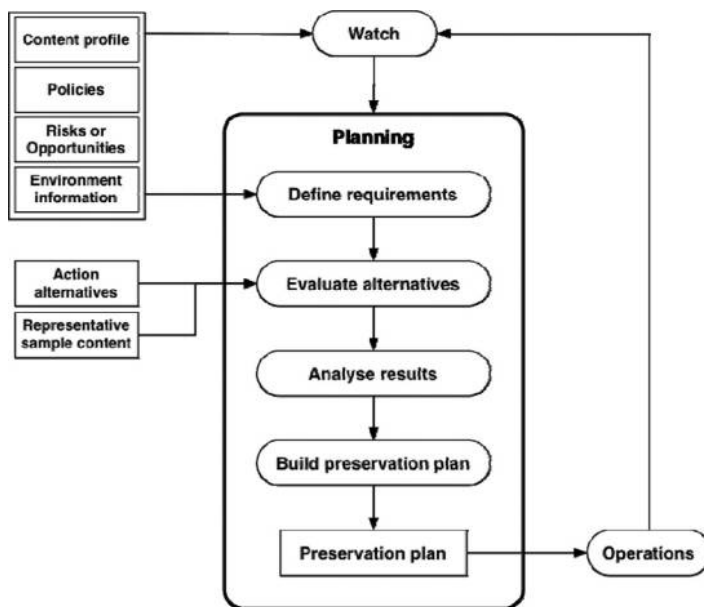 Content profile
Watch
Policies
Risks or
Opportunities
Environment
information
Planning
Define requirements
Action
alternatives
Evaluate alternatives
Representative
sample content
Analyse results
Build preservation plan
Preservation plan
Operations